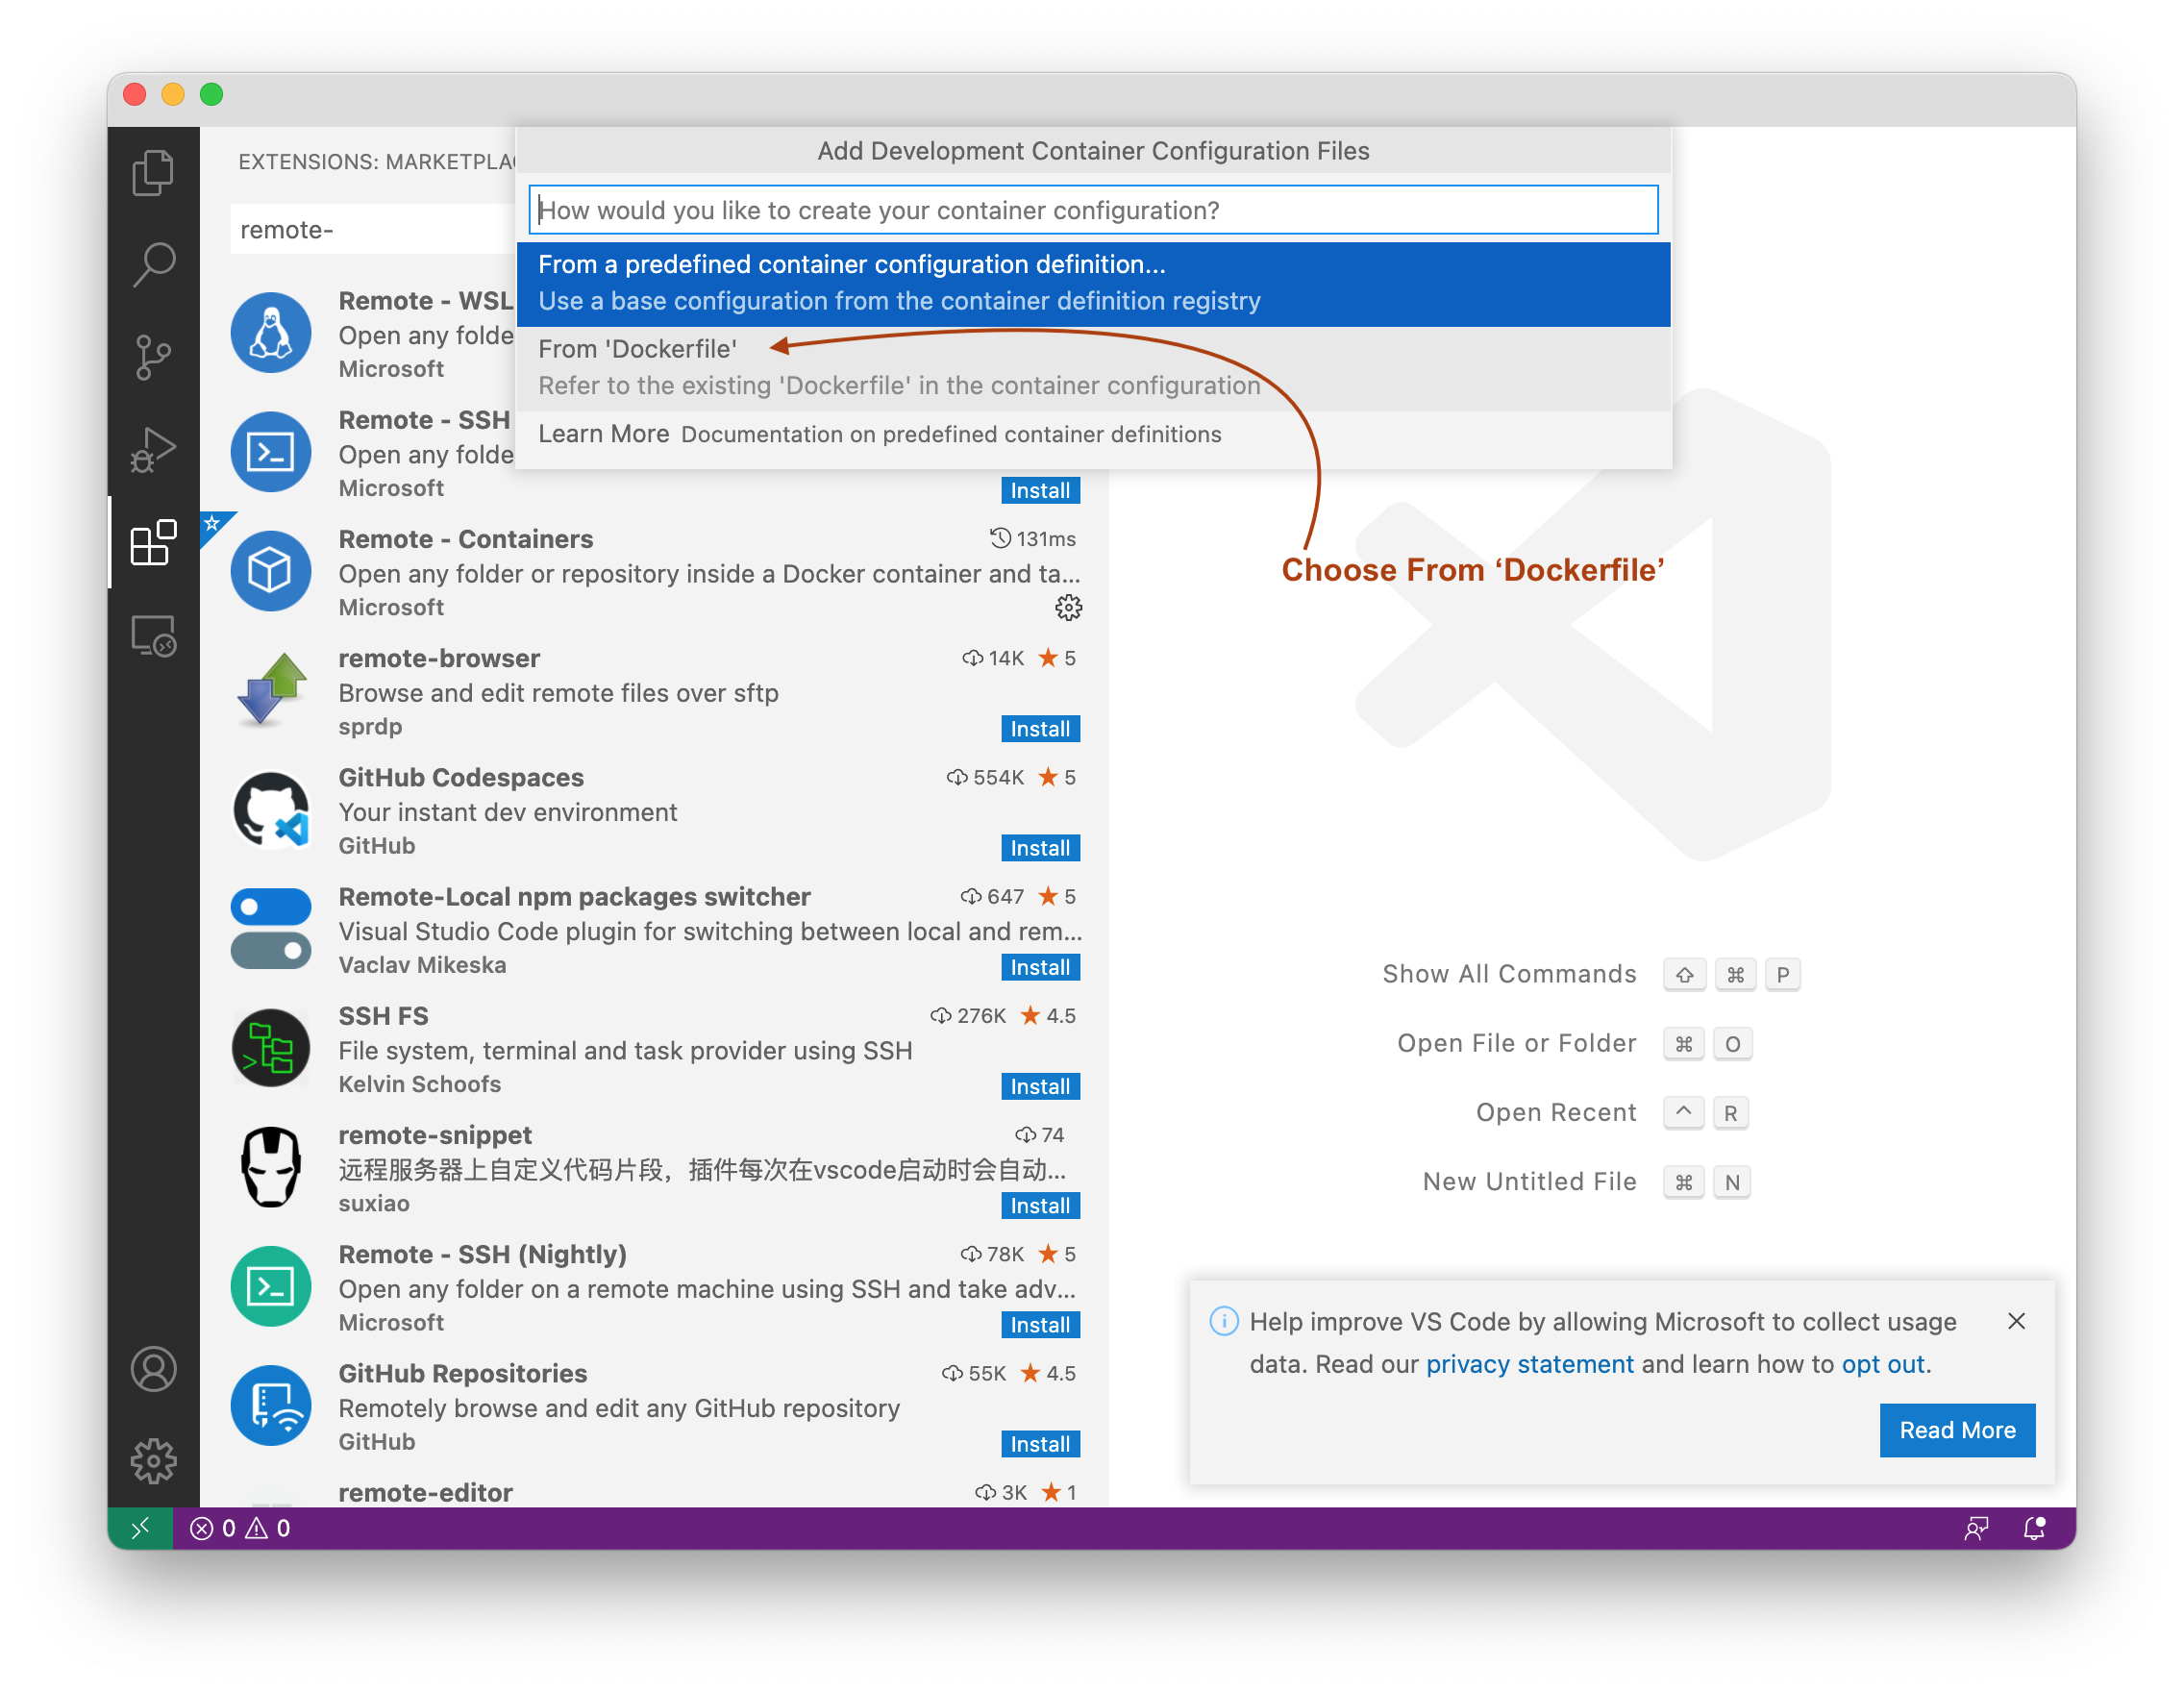 EXTENSIONS: MARKETPLAC
remote-
Add Development Container Configuration Files
How would you like to create your container configuration?
From a predefined container configuration definition...
Use a base configuration from the container definition registry
From 'Dockerfile'
Refer to the existing 'Dockerfile' in the container configuration
Learn More Documentation on predefined container definitions
Choose From ‘Dockerfile’
Remote - WSL
Open any folde
Microsoft
Remote - SSH
Open any folde
Microsoft
Install
Remote - Containers 131ms
Open any folder or repository inside a Docker container and ta...
Microsoft
remote-browser 14K ★ 5
Browse and edit remote files over sftp
sprdp Install
GitHub Codespaces 554K ★ 5
Your instant dev environment
GitHub Install
Remote-Local npm packages switcher 647 ★ 5
Visual Studio Code plugin for switching between local and rem...
Vaclav Mikeska Install
SSH FS 276K ★ 4.5
File system, terminal and task provider using SSH
Kelvin Schoofs Install
remote-snippet 74
远程服务器上自定义代码片段，插件每次在vscode启动时会自动...
suxiao Install
Remote - SSH (Nightly) 78K ★ 5
Open any folder on a remote machine using SSH and take adv...
Microsoft Install
GitHub Repositories 55K ★ 4.5
Remotely browse and edit any GitHub repository
GitHub Install
remote-editor 3K ★ 1
Show All Commands ⇧ ⌘ P
Open File or Folder ⌘ O
Open Recent ^ R
New Untitled File ⌘ N
Help improve VS Code by allowing Microsoft to collect usage
data. Read our privacy statement and learn how to opt out.
Read More
0 0